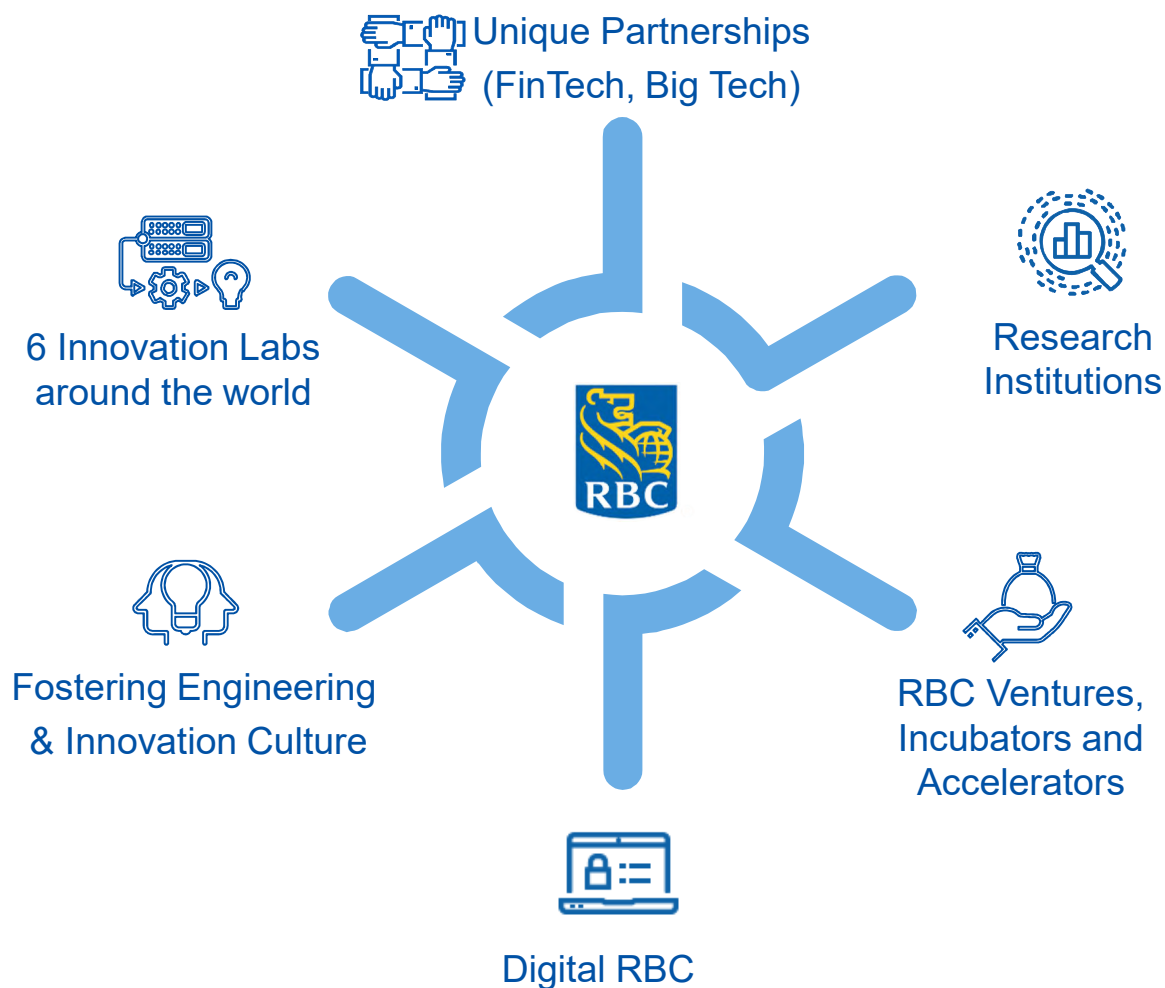 Unique Partnerships
(FinTech, Big Tech)
6 Innovation Labs
around the world
Research
Institutions
RBC
Fostering Engineering
& Innovation Culture
RBC Ventures,
Incubators and
Accelerators
Digital RBC